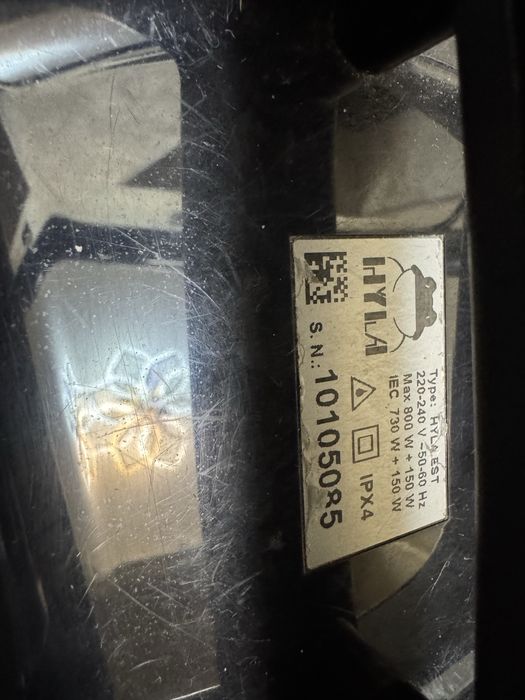 HYLA
Type: HYLA EST
220-240 V ~ 50-60 Hz
Max 800 W + 150 W
IEC 730 W + 150 W
IPX4
S.N.: 10105085